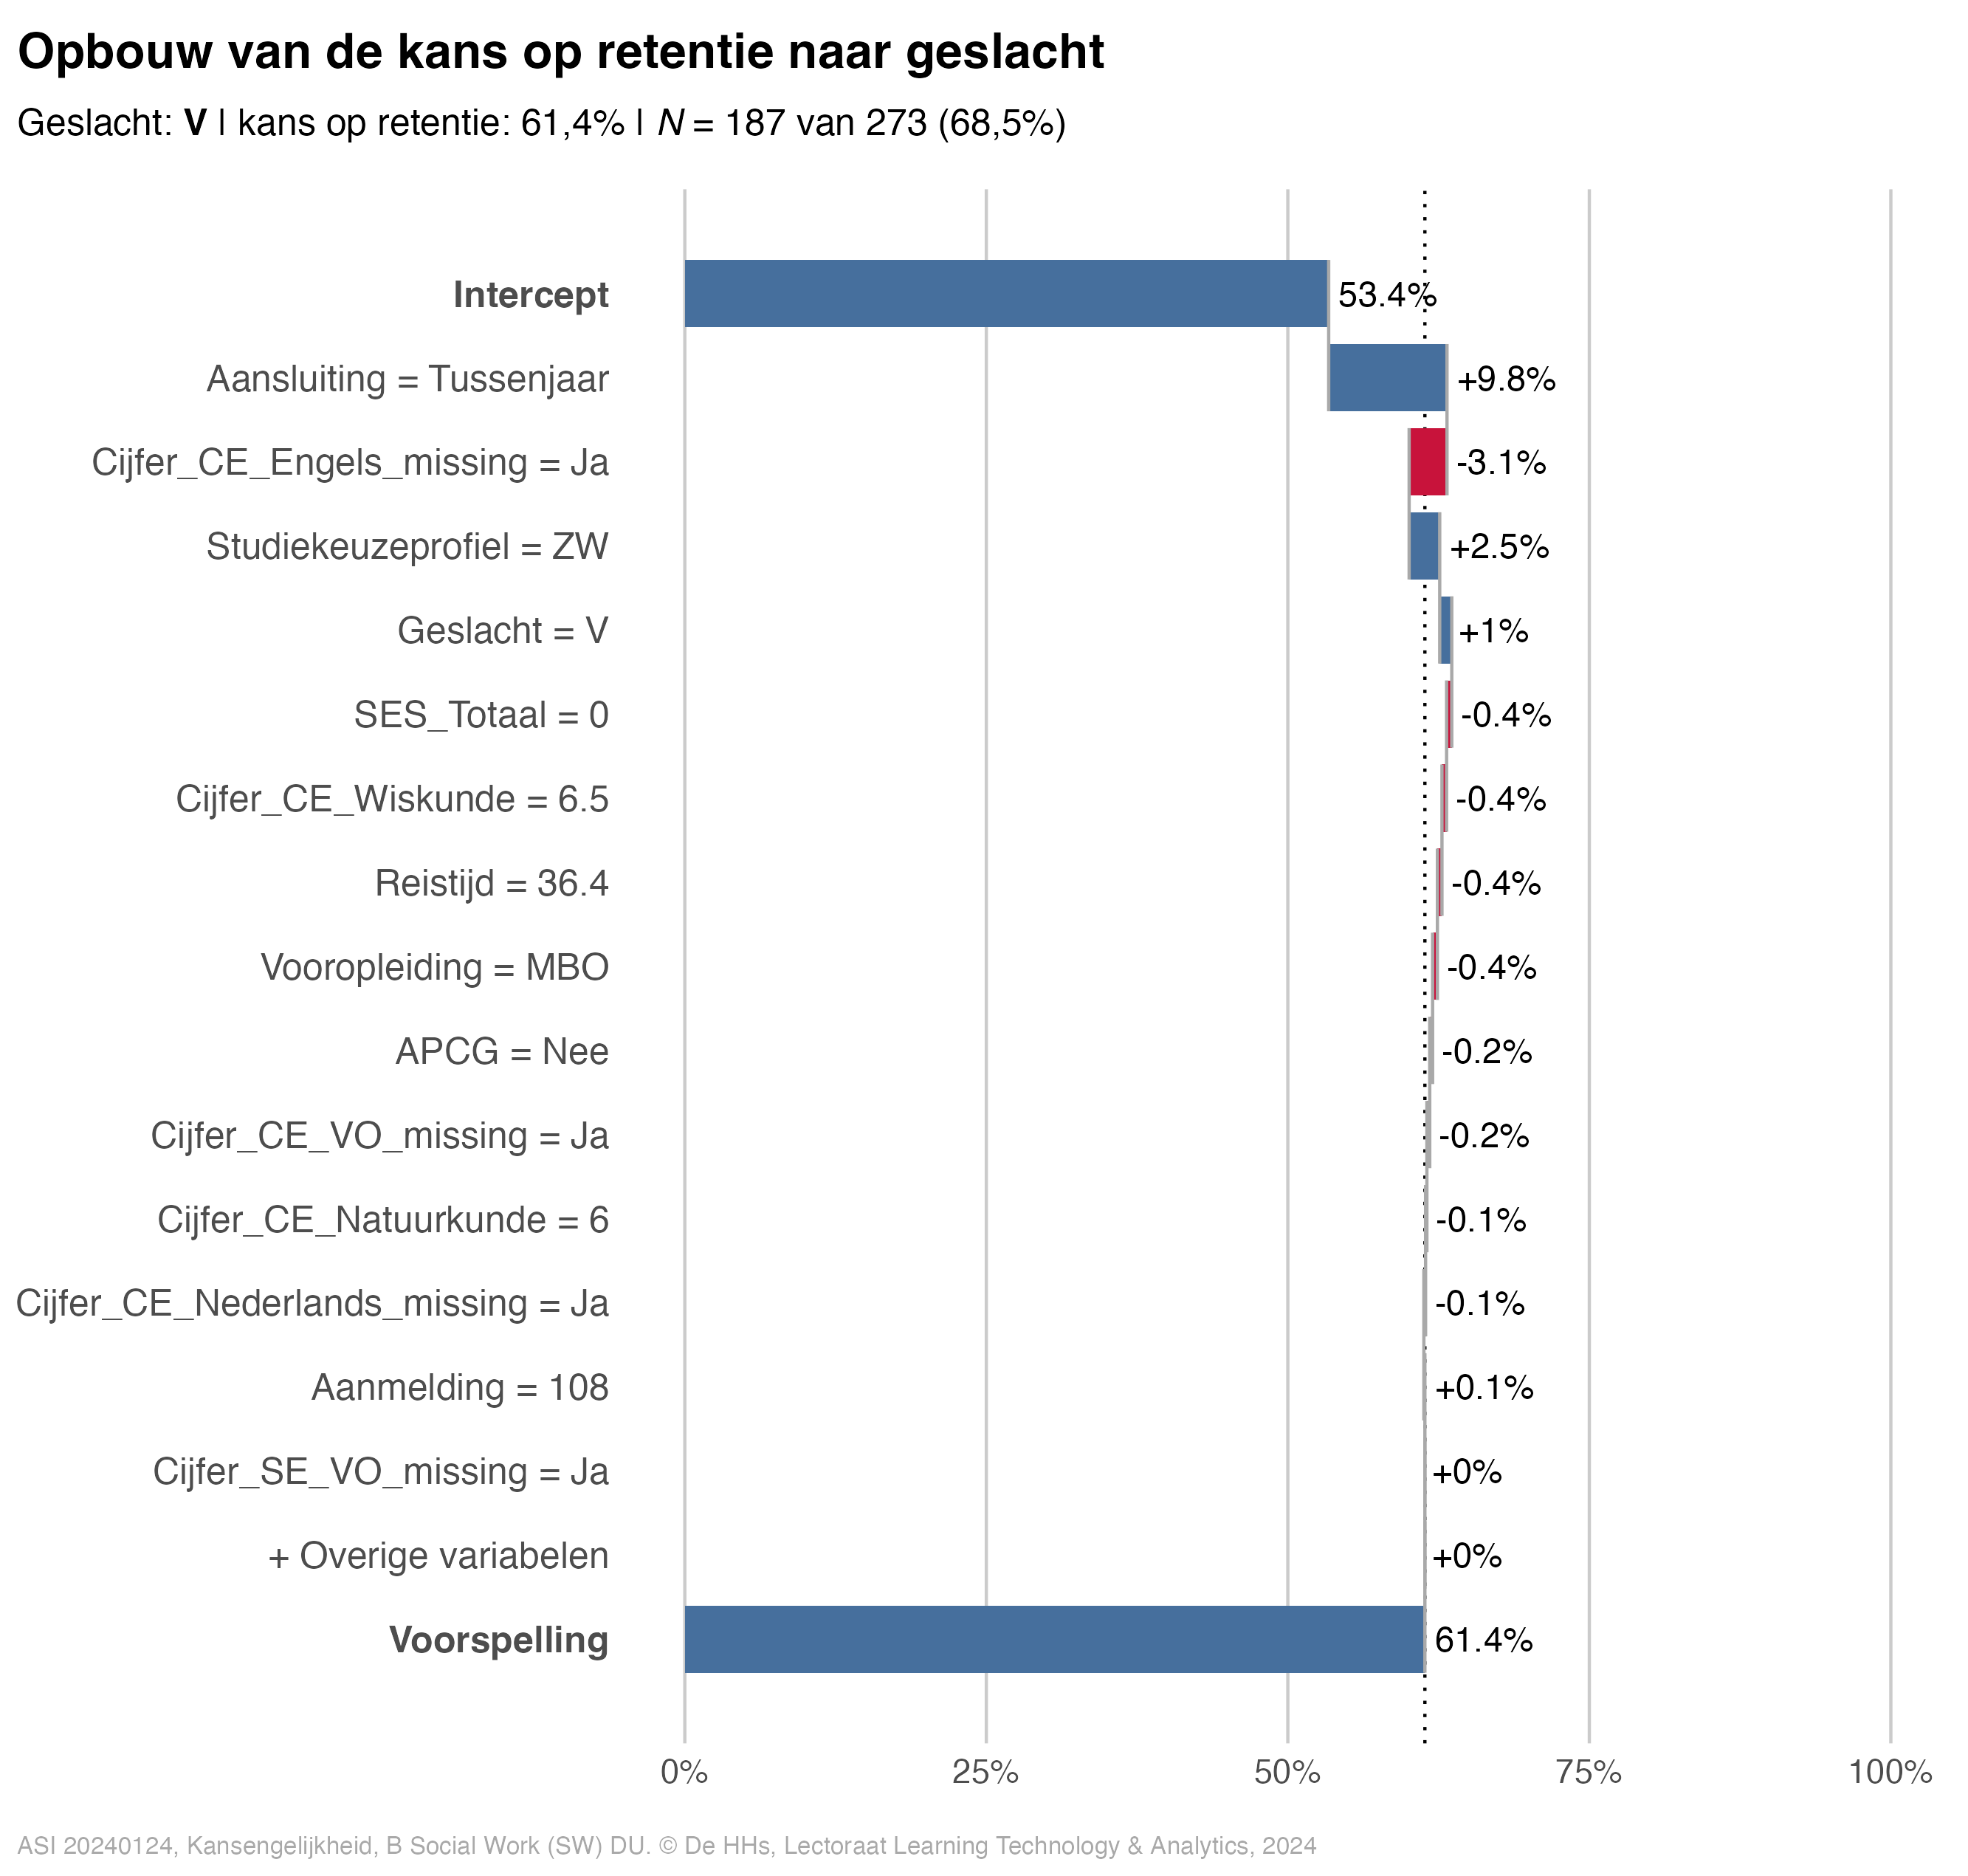 Opbouw van de kans op retentie naar geslacht
Geslacht: V | kans op retentie: 61,4% | N = 187 van 273 (68,5%)
Intercept 53.4%
Aansluiting = Tussenjaar +9.8%
Cijfer_CE_Engels_missing = Ja -3.1%
Studiekeuzeprofiel = ZW +2.5%
Geslacht = V +1%
SES_Totaal = 0 -0.4%
Cijfer_CE_Wiskunde = 6.5 -0.4%
Reistijd = 36.4 -0.4%
Vooropleiding = MBO -0.4%
APCG = Nee -0.2%
Cijfer_CE_VO_missing = Ja -0.2%
Cijfer_CE_Natuurkunde = 6 -0.1%
Cijfer_CE_Nederlands_missing = Ja -0.1%
Aanmelding = 108 +0.1%
Cijfer_SE_VO_missing = Ja +0%
+ Overige variabelen +0%
Voorspelling 61.4%
0% 25% 50% 75% 100%
ASI 20240124, Kansengelijkheid, B Social Work (SW) DU. © De HHs, Lectoraat Learning Technology & Analytics, 2024